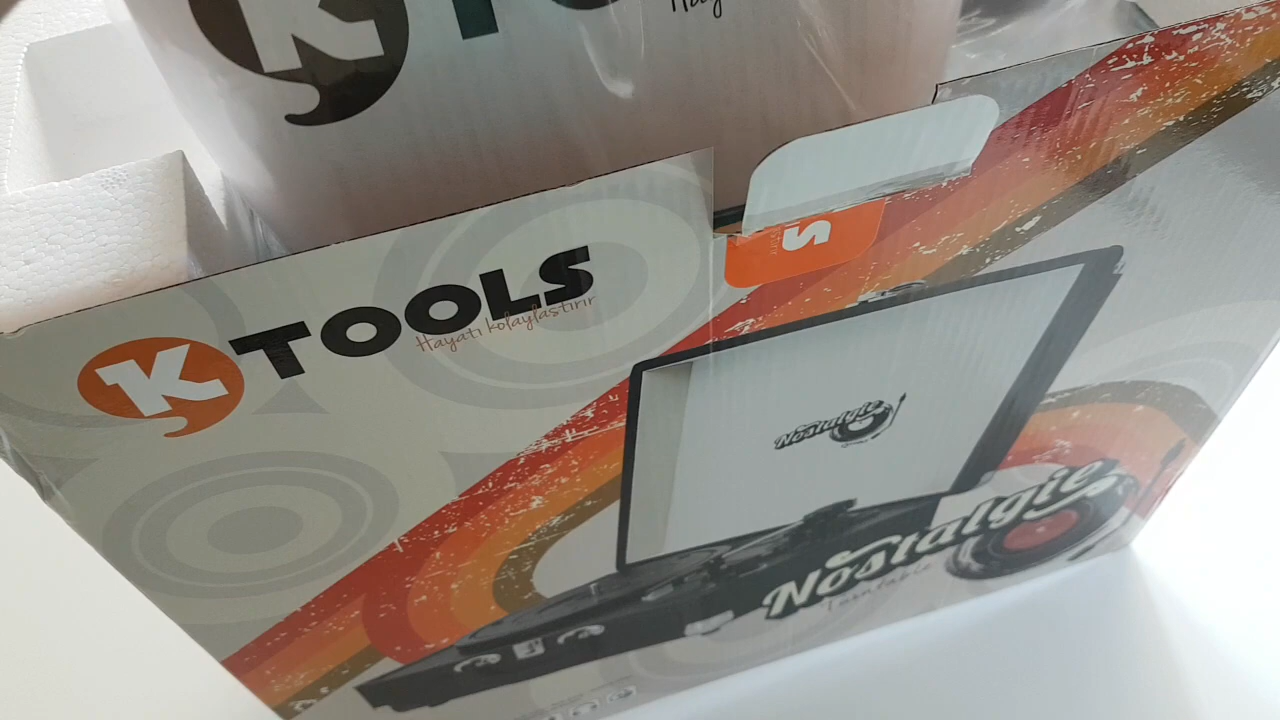 K TOOLS
Hayatı kolaylaştırır
Nostalgie
Nostalgie
Turntable